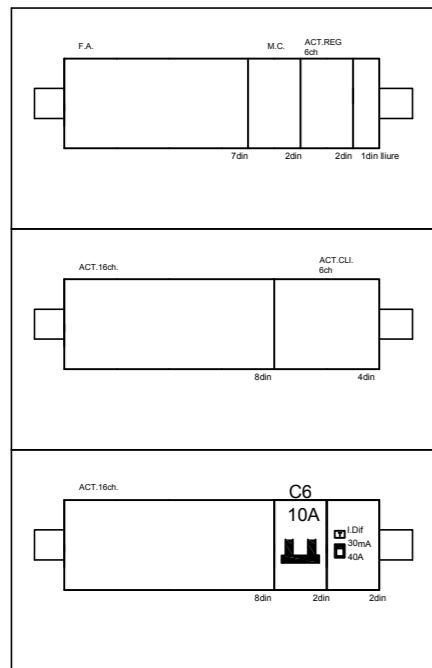 F.A.
M.C.
ACT.REG
6ch
7din
2din
2din
1din lliure
ACT.16ch.
ACT.CLI.
6ch
8din
4din
ACT.16ch.
C6
10A
I.Dif
30mA
40A
8din
2din
2din